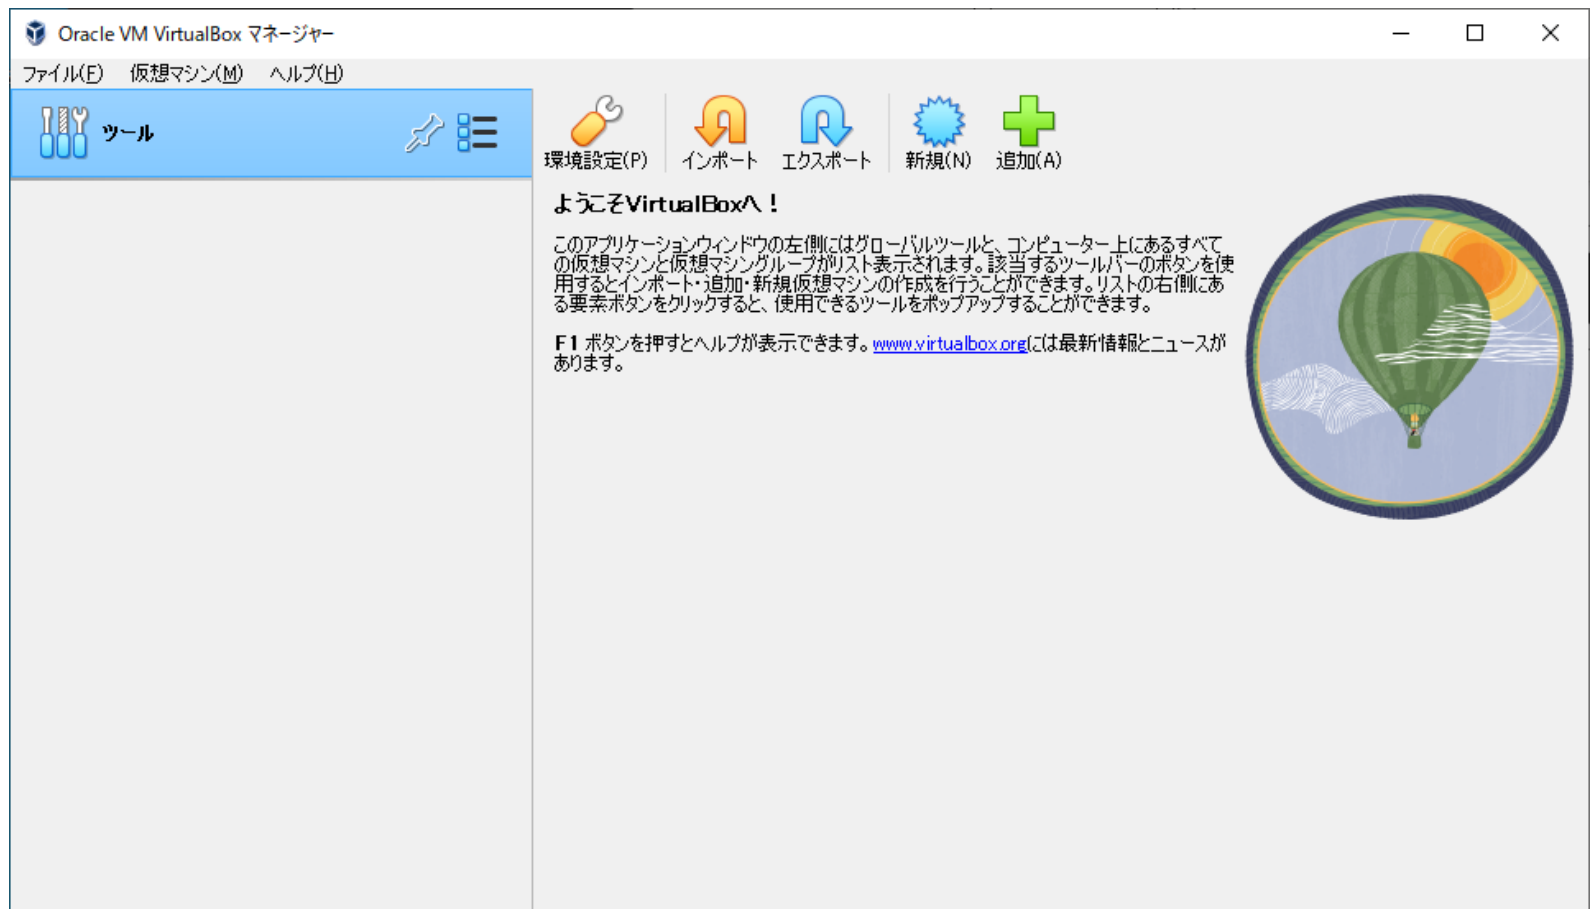 Oracle VM VirtualBox マネージャー
ファイル(F) 仮想マシン(M) ヘルプ(H)
ツール
環境設定(P) インポート エクスポート 新規(N) 追加(A)
ようこそVirtualBoxへ！
このアプリケーションウィンドウの左側にはグローバルツールと、コンピューター上にあるすべて
の仮想マシンと仮想マシングループがリスト表示されます。該当するツールバーのボタンを使
用するとインポート・追加・新規仮想マシンの作成を行うことができます。リストの右側にあ
る要素ボタンをクリックすると、使用できるツールをポップアップすることができます。
F1 ボタンを押すとヘルプが表示できます。www.virtualbox.orgには最新情報とニュースが
あります。